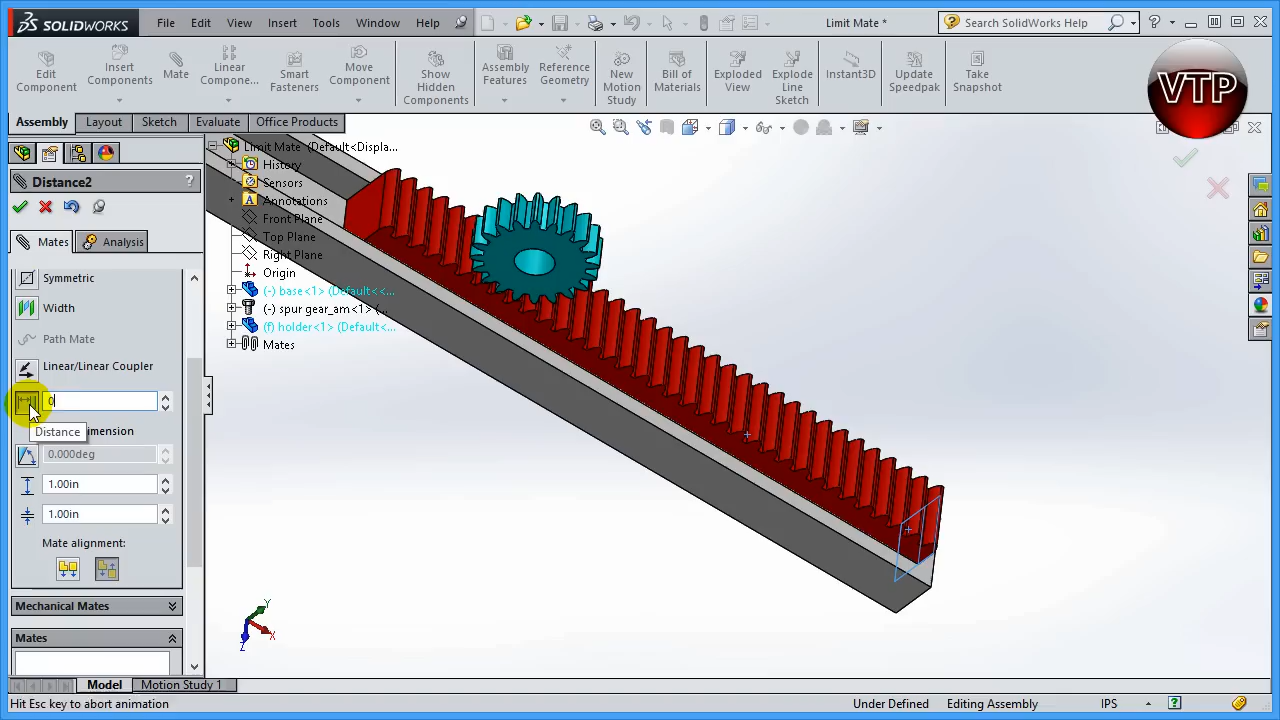 SOLIDWORKS File Edit View Insert Tools Window Help Limit Mate * Search SolidWorks Help
Edit Component
Insert Components
Mate
Linear Compone...
Smart Fasteners
Move Component
Show Hidden Components
Assembly Features
Reference Geometry
New Motion Study
Bill of Materials
Exploded View
Explode Line Sketch
Instant3D
Update Speedpak
Take Snapshot
VTP
Assembly Layout Sketch Evaluate Office Products
Limit Mate (Default<Displa...
History
Sensors
A Annotations
Front Plane
Top Plane
Right Plane
Origin
(-) base<1> (Default<<...
(-) spur gear_am<1> (...
(f) holder<1> (Default<...
Mates
Distance2 ?
Mates Analysis
Symmetric
Width
Path Mate
Linear/Linear Coupler
0
Distance
imension
0.000deg
1.00in
1.00in
Mate alignment:
Mechanical Mates
Mates
Y
X
Z
Model Motion Study 1
Hit Esc key to abort animation Under Defined Editing Assembly IPS ?